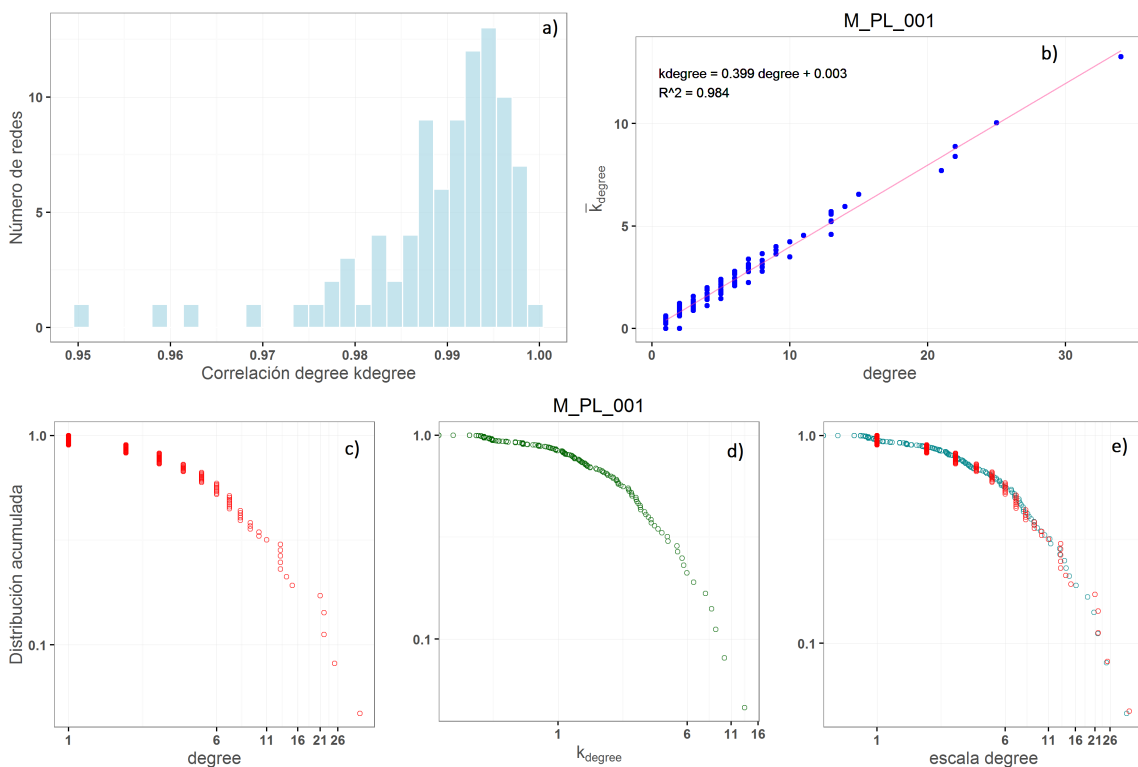 M_PL_001
a)
b)
kdegree = 0.399 degree + 0.003
R^2 = 0.984
Número de redes
10
5
0
0.95 0.96 0.97 0.98 0.99 1.00
Correlación degree kdegree
k̅degree
10
5
0
0 10 20 30
degree
M_PL_001
c)
d)
e)
Distribución acumulada
1.0
0.1
1 6 11 16 21 26
degree
1.0
0.1
1 6 11 16
kdegree
1.0
0.1
1 6 11 16 21 26
escala degree